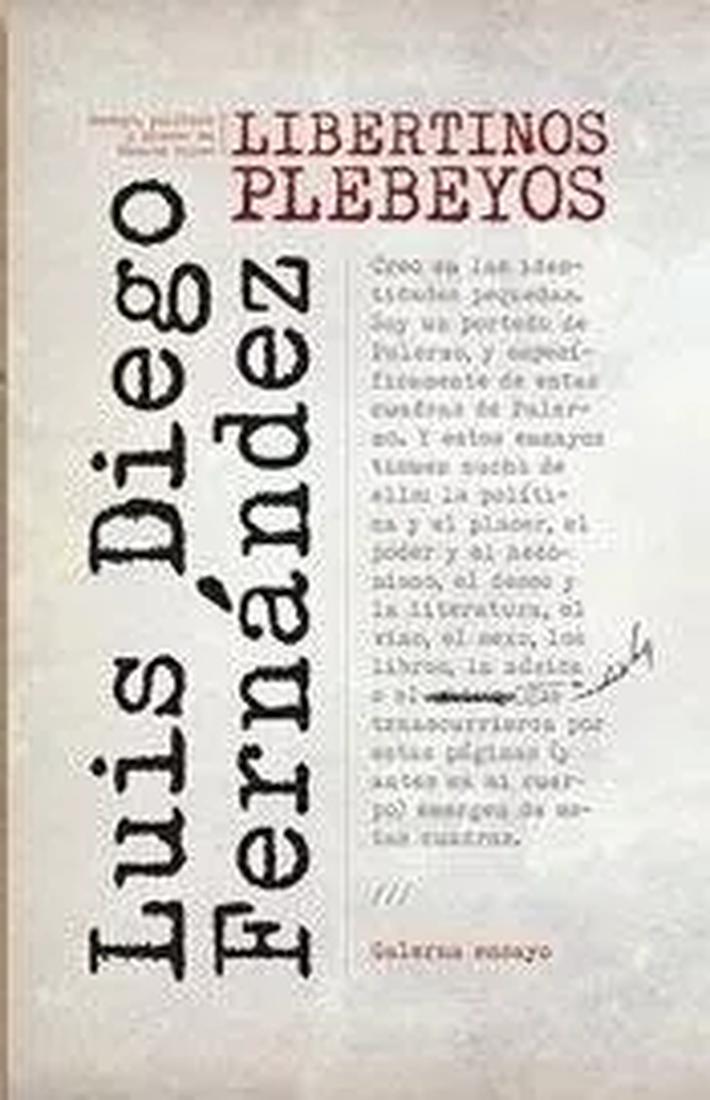 LIBERTINOS
PLEBEYOS
Luis Diego
Fernández
Creo en las iden-
tidades pequeñas.
Soy un porteño de
Palermo, y especí-
ficamente de estas
cuadras de Paler-
mo. Y estos ensayos
tienen mucho de
ello: la políti-
ca y el placer, el
poder y el hedo-
nismo, el deseo y
la literatura, el
vino, el sexo, los
libros, la música
o el
transcurrieron por
estas páginas (y
antes en mi cuer-
po) emergen de es-
tas cuadras.
///
Galerna ensayo